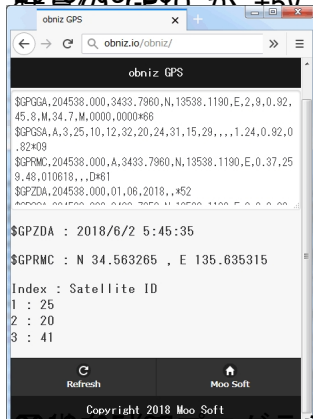 obniz GPS
obniz.io/obniz/
obniz GPS
$GPGGA,204538.000,3433.7960,N,13538.1190,E,2,9,0.92,
45.8,M,34.7,M,0000,0000*66
$GPGSA,A,3,25,10,12,32,20,24,31,15,29,,,,1.24,0.92,0
.82*09
$GPRMC,204538.000,A,3433.7960,N,13538.1190,E,0.37,25
9.48,010618,,,D*61
$GPZDA,204538.000,01,06,2018,,*52
$GPZDA : 2018/6/2 5:45:35
$GPRMC : N 34.563265 , E 135.635315
Index : Satellite ID
1 : 25
2 : 20
3 : 41
Refresh
Moo Soft
Copyright 2018 Moo Soft